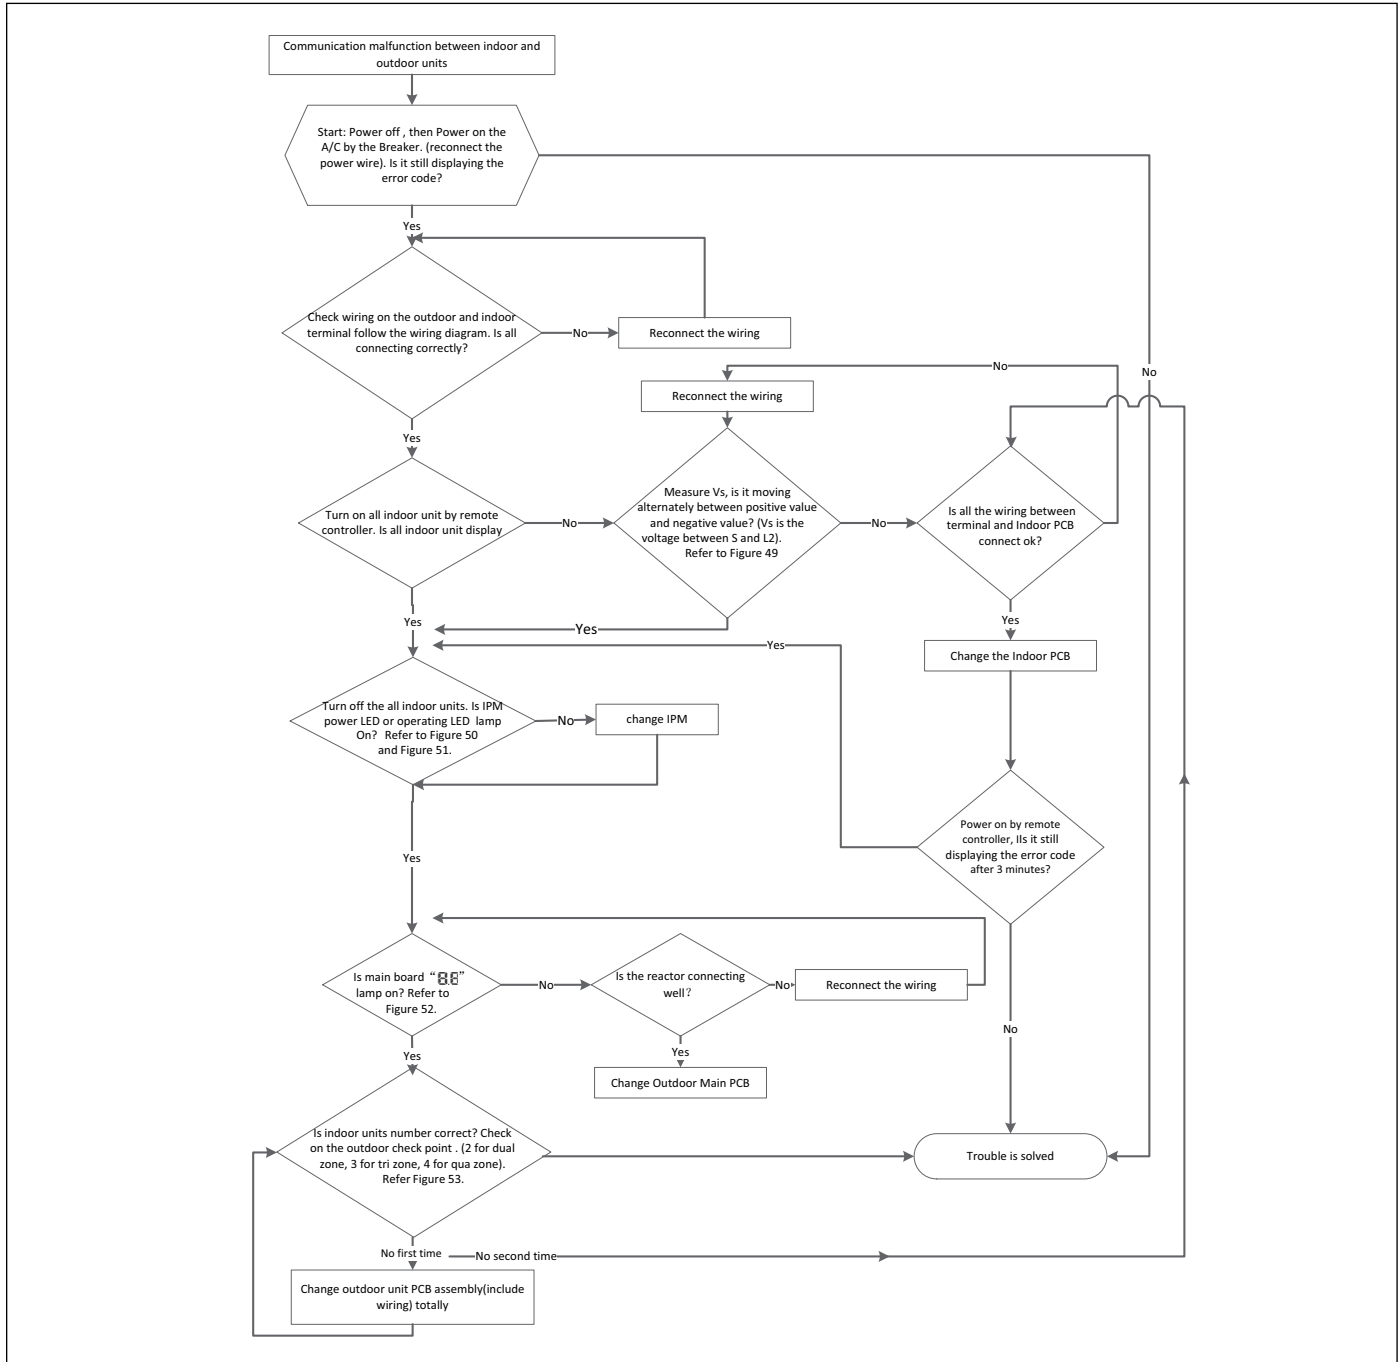 Communication malfunction between indoor and
outdoor units
Start: Power off , then Power on the
A/C by the Breaker. (reconnect the
power wire). Is it still displaying the
error code?
Yes
Check wiring on the outdoor and indoor
terminal follow the wiring diagram. Is all
connecting correctly?
No
Reconnect the wiring
No
No
Reconnect the wiring
Yes
Turn on all indoor unit by remote
controller. Is all indoor unit display
No
Measure Vs, is it moving
alternately between positive value
and negative value? (Vs is the
voltage between S and L2).
Refer to Figure 49
No
Is all the wiring between
terminal and Indoor PCB
connect ok?
Yes
Yes
Yes
Yes
Change the Indoor PCB
Turn off the all indoor units. Is IPM
power LED or operating LED lamp
On? Refer to Figure 50
and Figure 51.
No
change IPM
Yes
Power on by remote
controller, IIs it still
displaying the error code
after 3 minutes?
Is main board “8.8”
lamp on? Refer to
Figure 52.
No
Is the reactor connecting
well?
No
Reconnect the wiring
No
Yes
Yes
Change Outdoor Main PCB
Is indoor units number correct? Check
on the outdoor check point . (2 for dual
zone, 3 for tri zone, 4 for qua zone).
Refer Figure 53.
Trouble is solved
No first time
No second time
Change outdoor unit PCB assembly(include
wiring) totally